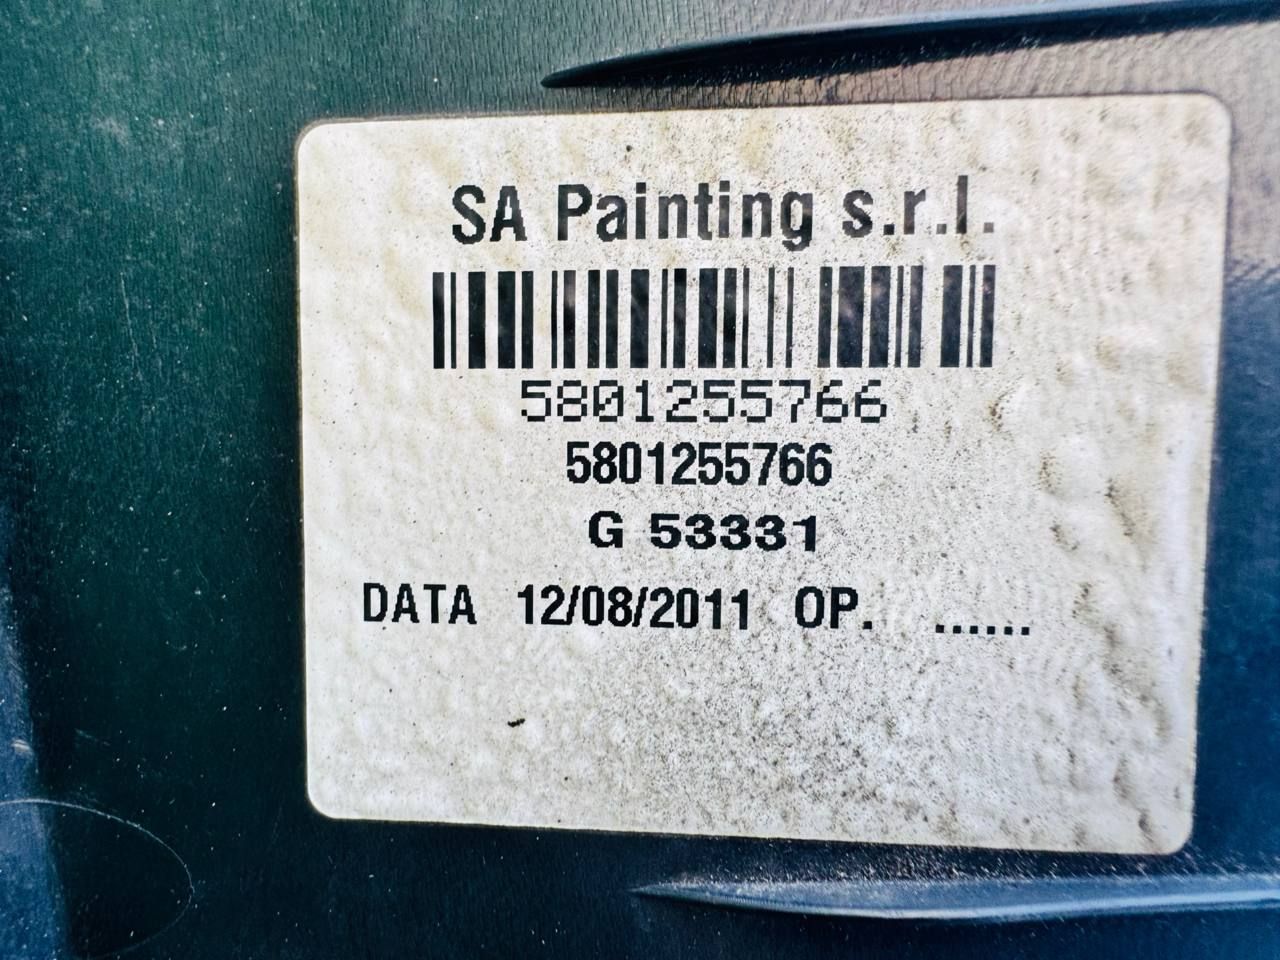 SA Painting s.r.l.
5801255766
5801255766
G 53331
DATA 12/08/2011 OP. ......